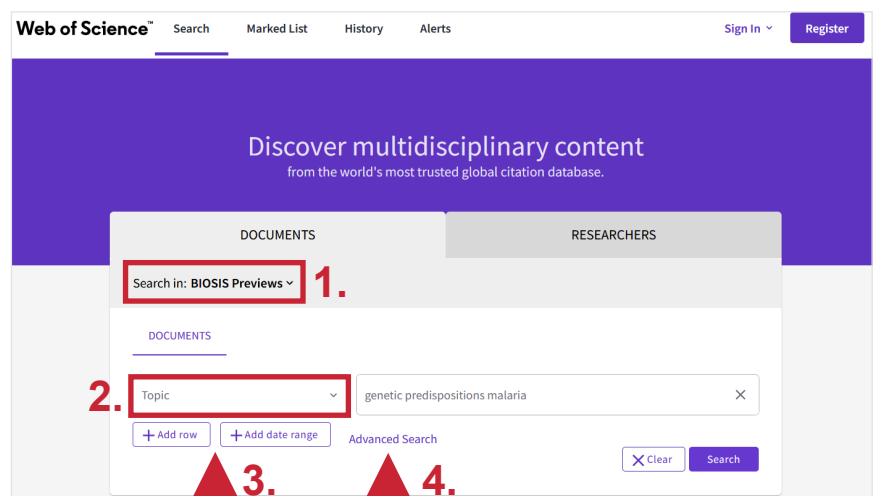 Web of Science™ Search Marked List History Alerts Sign In Register
Discover multidisciplinary content
from the world's most trusted global citation database.
DOCUMENTS RESEARCHERS
Search in: BIOSIS Previews 1.
DOCUMENTS
2. Topic genetic predispositions malaria
+ Add row + Add date range Advanced Search
X Clear Search
3. 4.